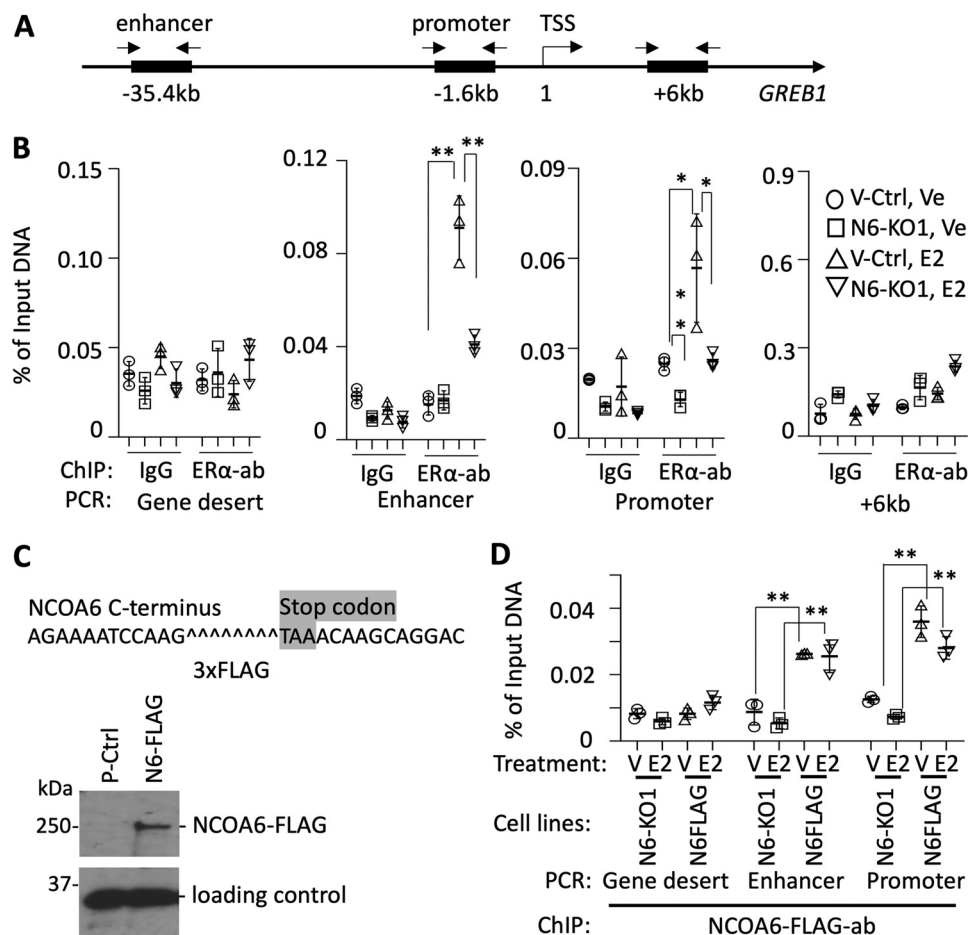 A
enhancer promoter TSS
-35.4kb -1.6kb 1 +6kb GREB1
B
% of Input DNA
0.15
0.10
0.05
0
0.12
0.08
0.04
0
0.09
0.06
0.03
0
0.9
0.6
0.3
0
** **
* *
*
*
V-Ctrl, Ve
N6-KO1, Ve
V-Ctrl, E2
N6-KO1, E2
ChIP: IgG ERα-ab IgG ERα-ab IgG ERα-ab IgG ERα-ab
PCR: Gene desert Enhancer Promoter +6kb
C
NCOA6 C-terminus Stop codon
AGAAAATCCAAG^^^^^^^^TAAACAAGCAGGAC
3xFLAG
P-Ctrl
N6-FLAG
kDa
250- -NCOA6-FLAG
37- loading control
D
% of Input DNA
0.04
0.02
0.01
0
** **
** **
Treatment: V E2 V E2 V E2 V E2 V E2 V E2
Cell lines: N6-KO1 N6FLAG N6-KO1 N6FLAG N6-KO1 N6FLAG
PCR: Gene desert Enhancer Promoter
ChIP: NCOA6-FLAG-ab